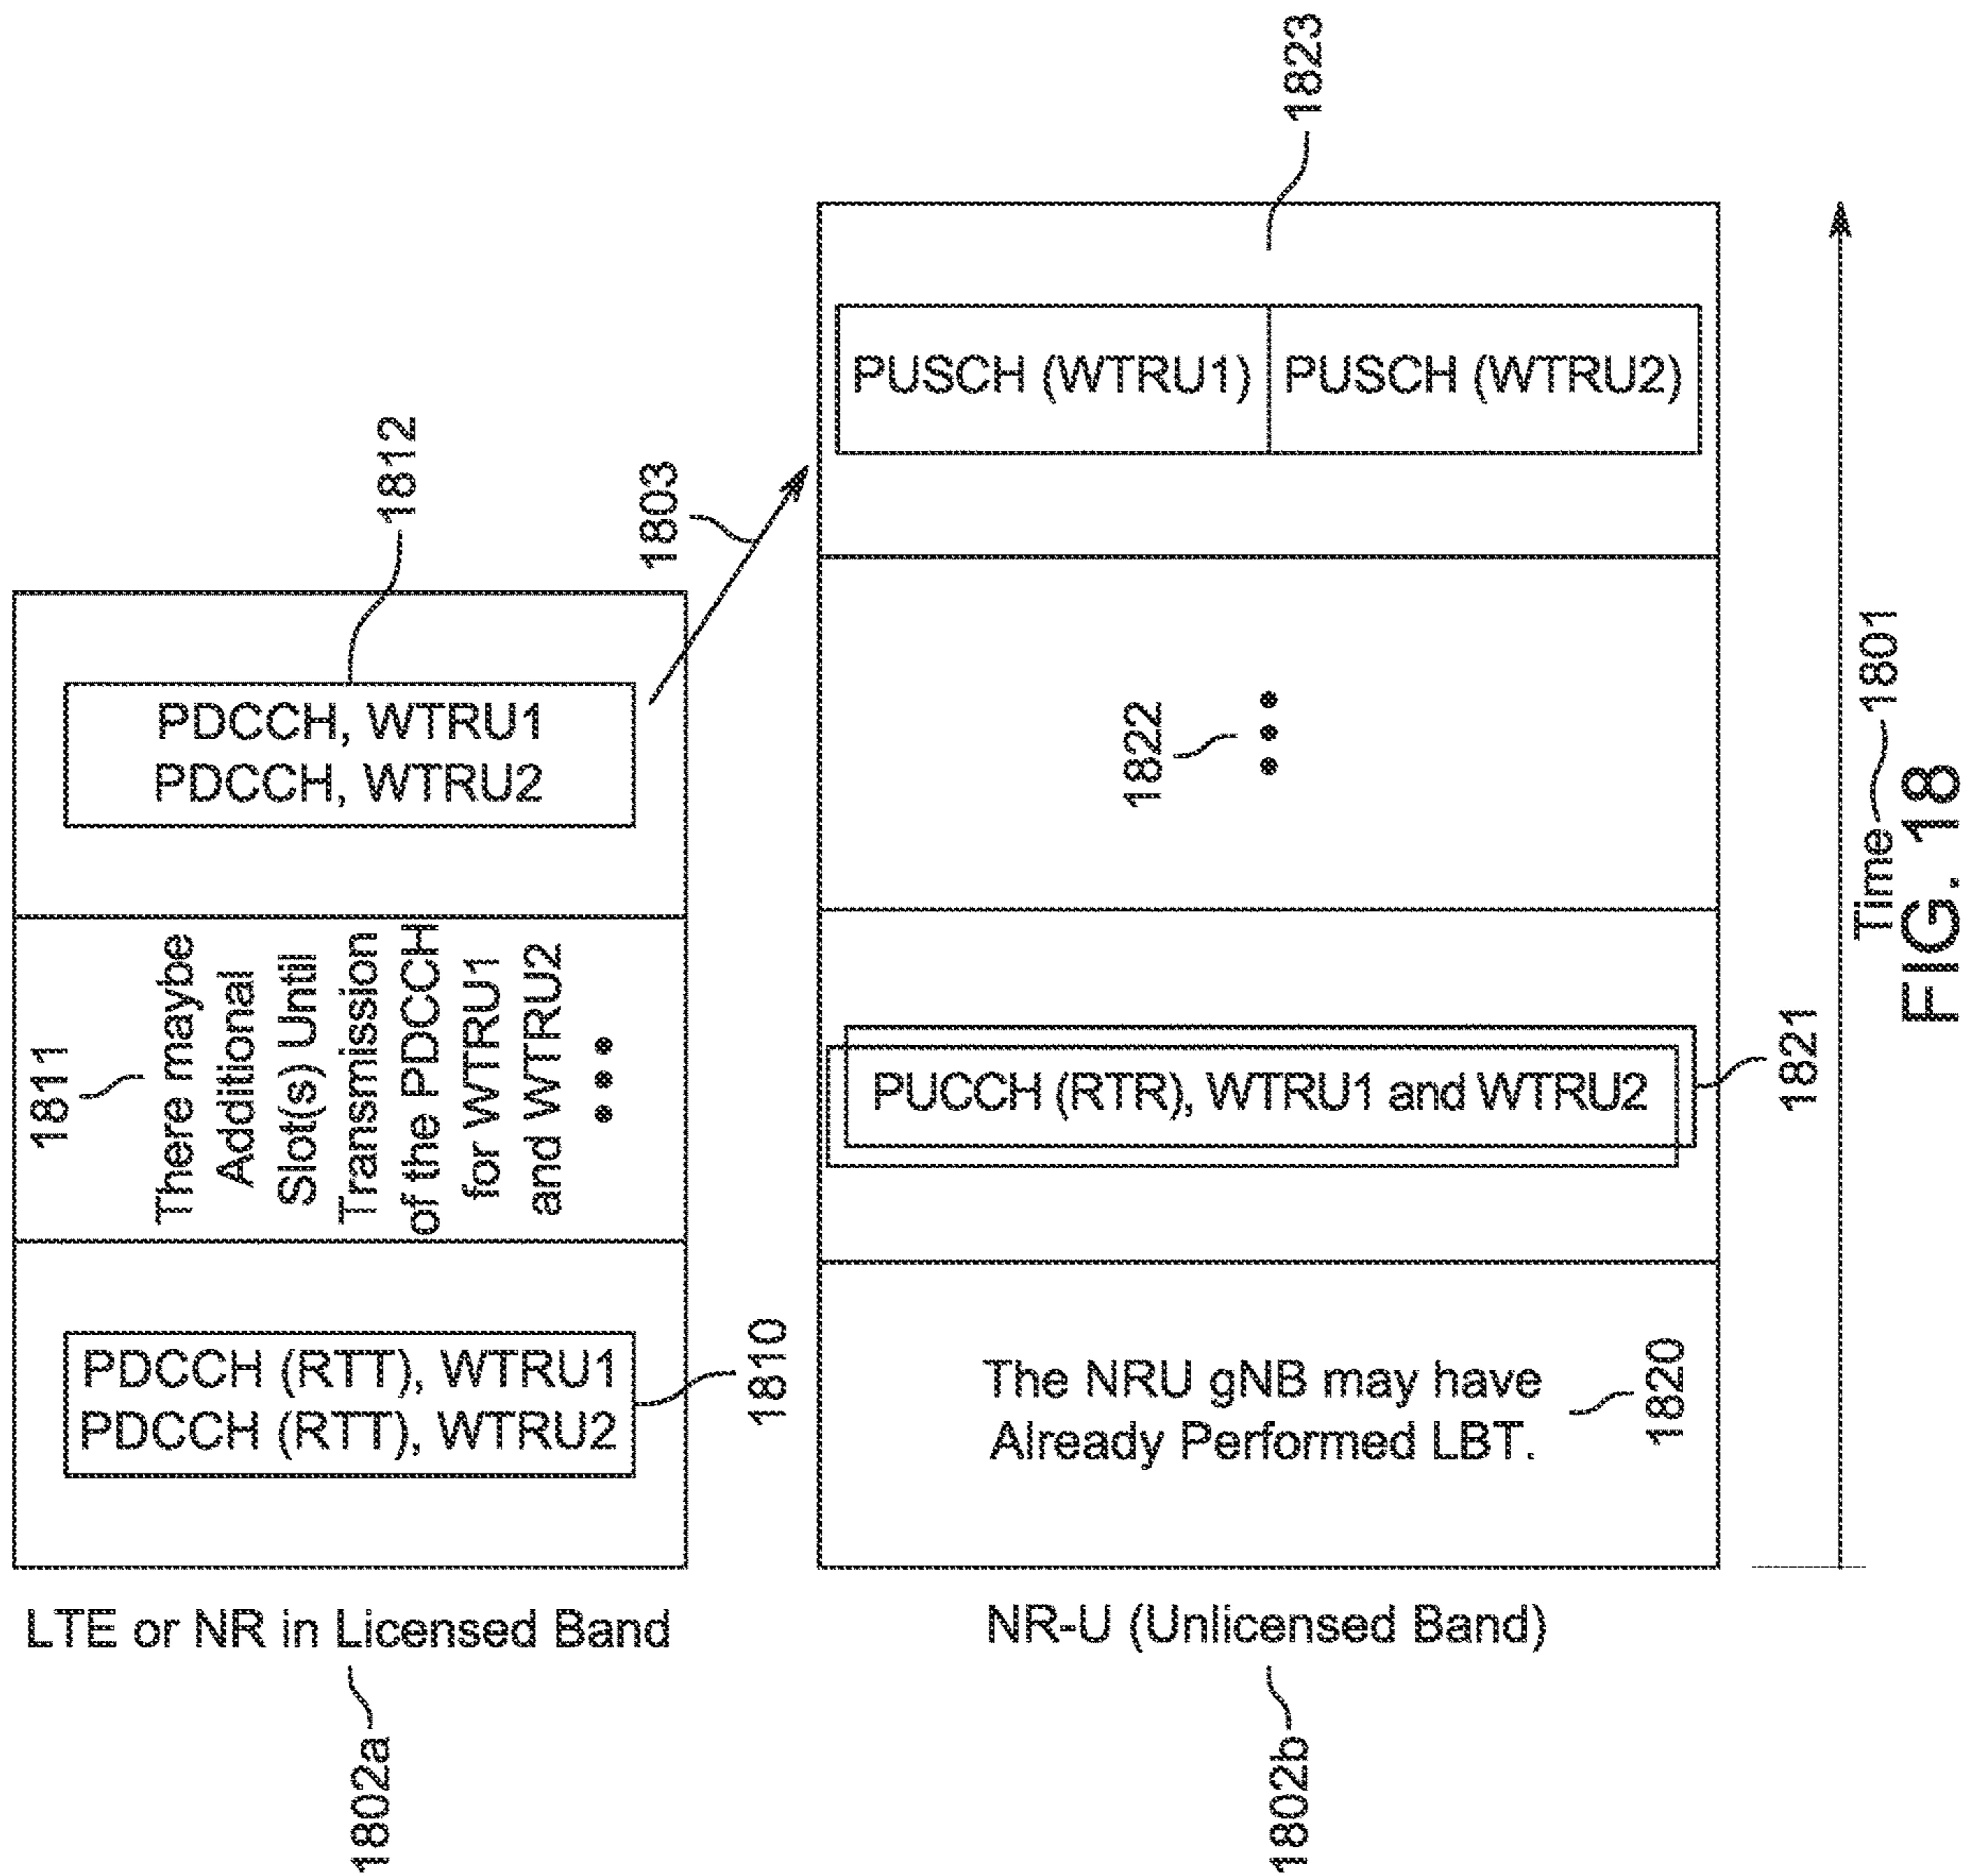 1802a
LTE or NR in Licensed Band
PDCCH (RTT), WTRU1
PDCCH (RTT), WTRU2
1810
1811
There maybe
Additional
Slot(s) Until
Transmission
of the PDCCH
for WTRU1
and WTRU2
•••
PDCCH, WTRU1
PDCCH, WTRU2
1812
1803
1802b
NR-U (Unlicensed Band)
The NRU gNB may have
Already Performed LBT.
1820
PUCCH (RTR), WTRU1 and WTRU2
1821
1822
•••
PUSCH (WTRU1)
PUSCH (WTRU2)
1823
Time 1801
FIG. 18